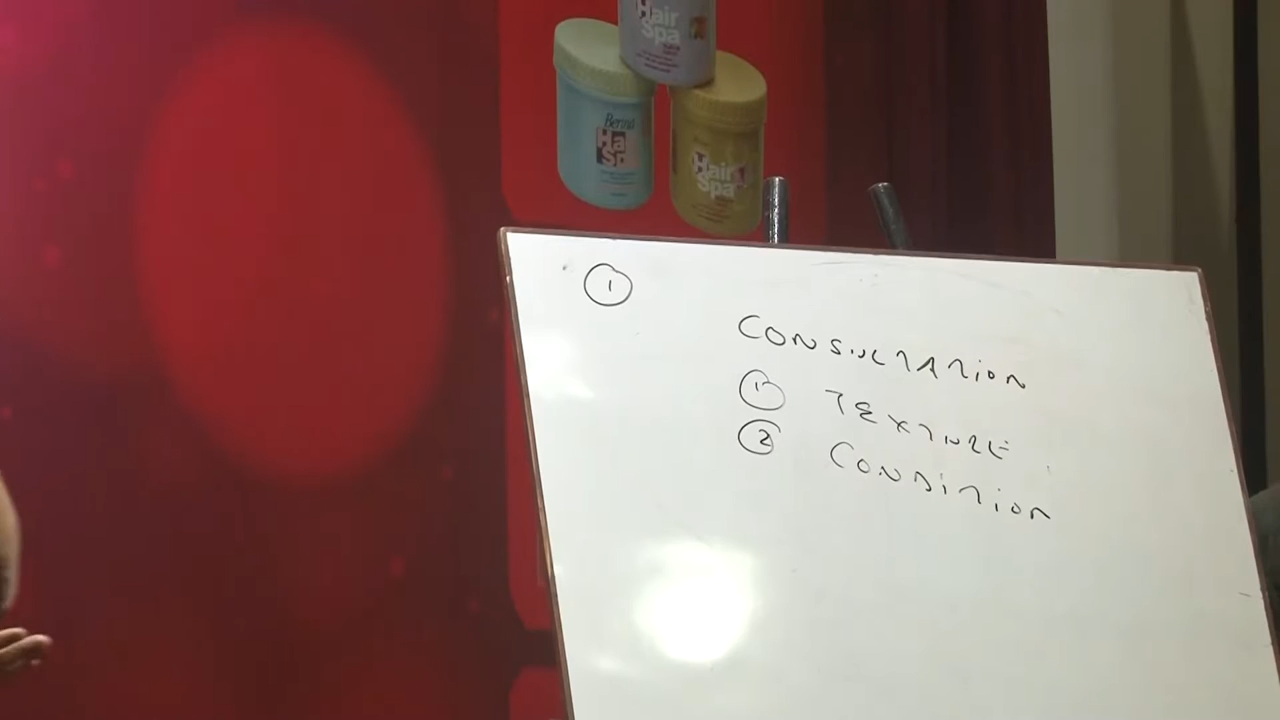 Hair
Spa
Berina
Hair
Spa
Hair
Spa
1
CONSULTATION
1 TEXTURE
2 CONDITION